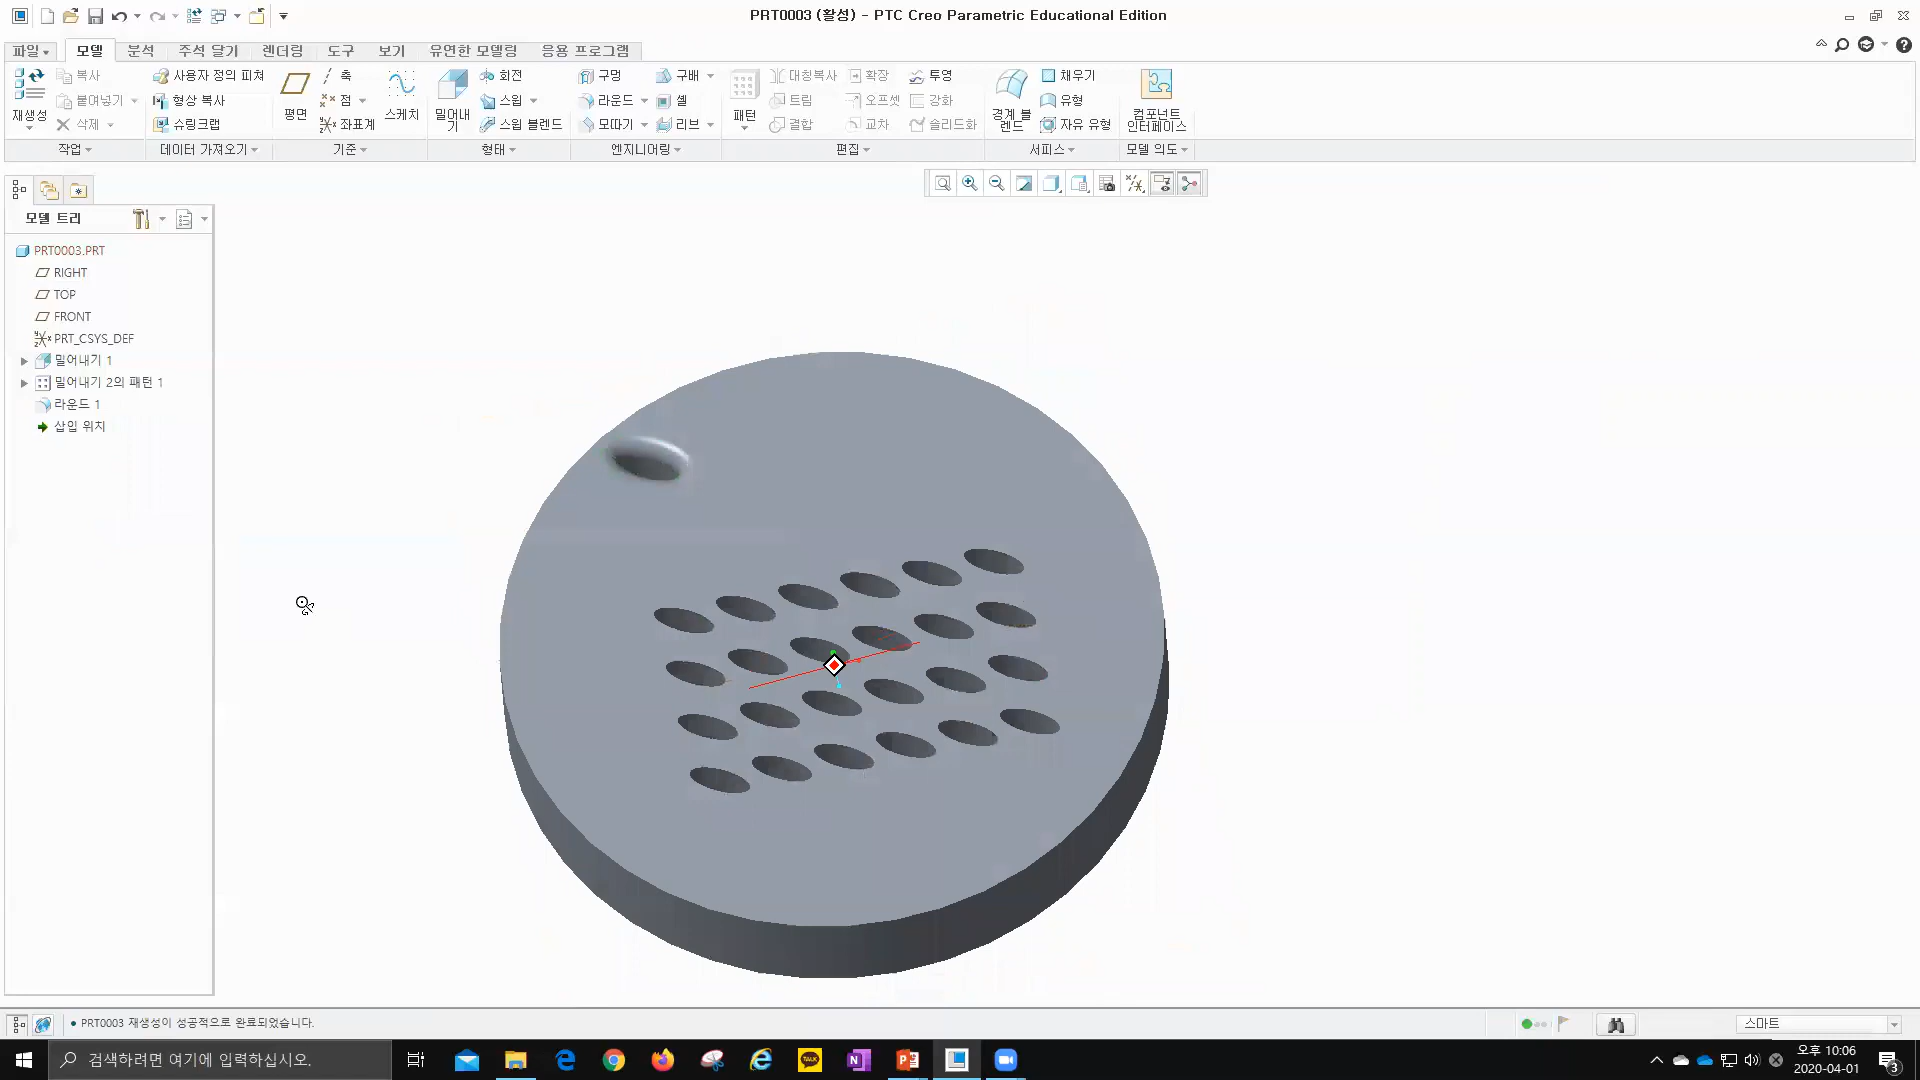 PRT0003 (활성) - PTC Creo Parametric Educational Edition
파일 모델 분석 주석 달기 렌더링 도구 보기 유연한 모델링 응용 프로그램
재생성
복사
붙여넣기
삭제
작업
사용자 정의 피쳐
형상 복사
슈링크랩
데이터 가져오기
평면
축
점
좌표계
스케치
기준
밀어내
기
회전
스윕
스윕 블렌드
형태
구멍
라운드
모따기
구배
셸
리브
엔지니어링
패턴
대칭복사
트림
결합
확장
오프셋
교차
투영
강화
솔리드화
편집
경계 블
렌드
채우기
유형
자유 유형
서피스
컴포넌트
인터페이스
모델 의도
모델 트리
PRT0003.PRT
RIGHT
TOP
FRONT
PRT_CSYS_DEF
밀어내기 1
밀어내기 2의 패턴 1
라운드 1
삽입 위치
PRT0003 재생성이 성공적으로 완료되었습니다.
스마트
검색하려면 여기에 입력하십시오.
TALK
오후 10:06
2020-04-01
3